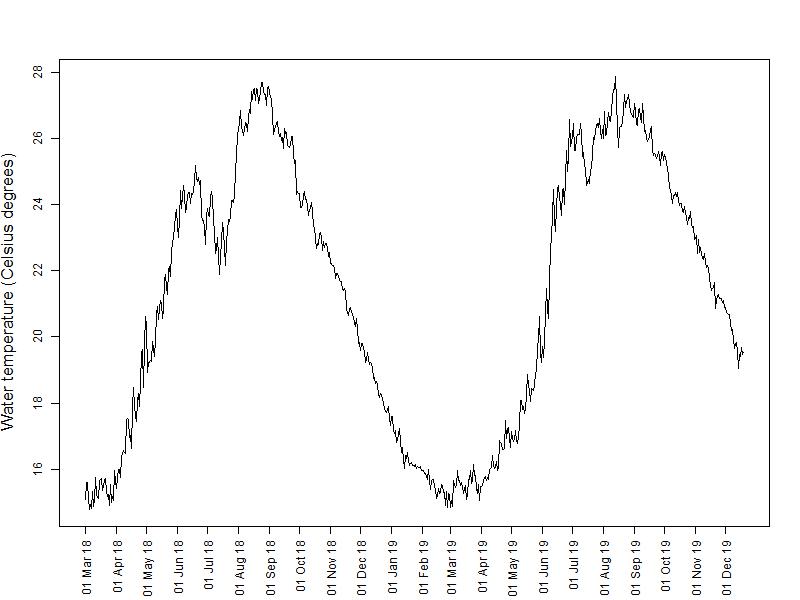 Water temperature (Celsius degrees)
28
26
24
22
20
18
16
01 Mar 18
01 Apr 18
01 May 18
01 Jun 18
01 Jul 18
01 Aug 18
01 Sep 18
01 Oct 18
01 Nov 18
01 Dec 18
01 Jan 19
01 Feb 19
01 Mar 19
01 Apr 19
01 May 19
01 Jun 19
01 Jul 19
01 Aug 19
01 Sep 19
01 Oct 19
01 Nov 19
01 Dec 19